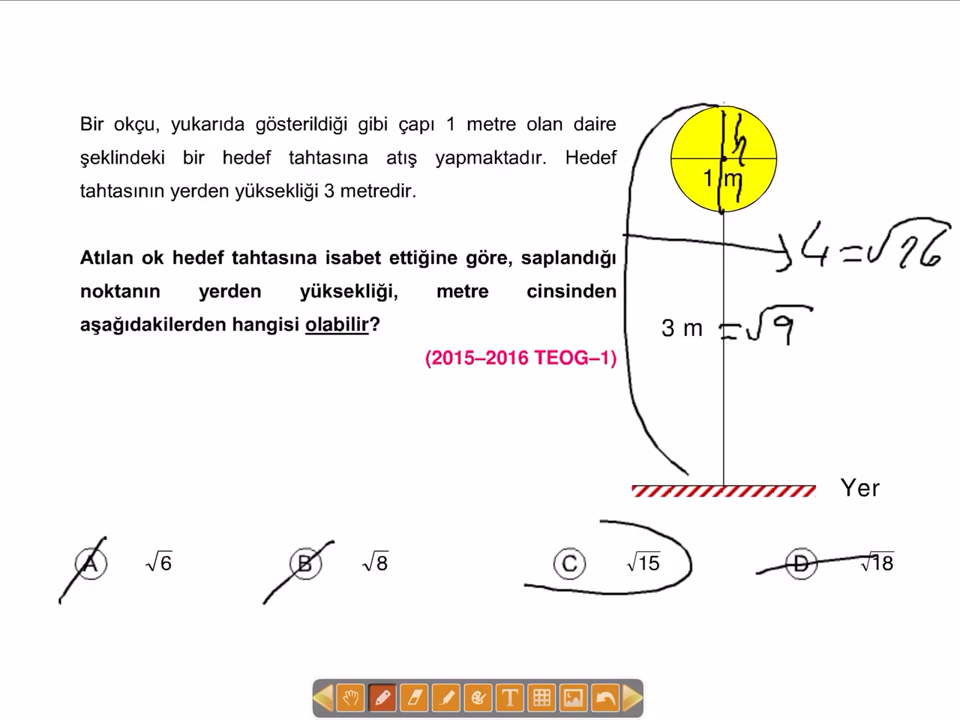 Bir okçu, yukarıda gösterildiği gibi çapı 1 metre olan daire
şeklindeki bir hedef tahtasına atış yapmaktadır. Hedef
tahtasının yerden yüksekliği 3 metredir.
Atılan ok hedef tahtasına isabet ettiğine göre, saplandığı
noktanın yerden yüksekliği, metre cinsinden
aşağıdakilerden hangisi olabilir?
(2015–2016 TEOG–1)
1 m
4 = √16
3 m = √9
Yer
A √6 B √8 C √15 D √18
T